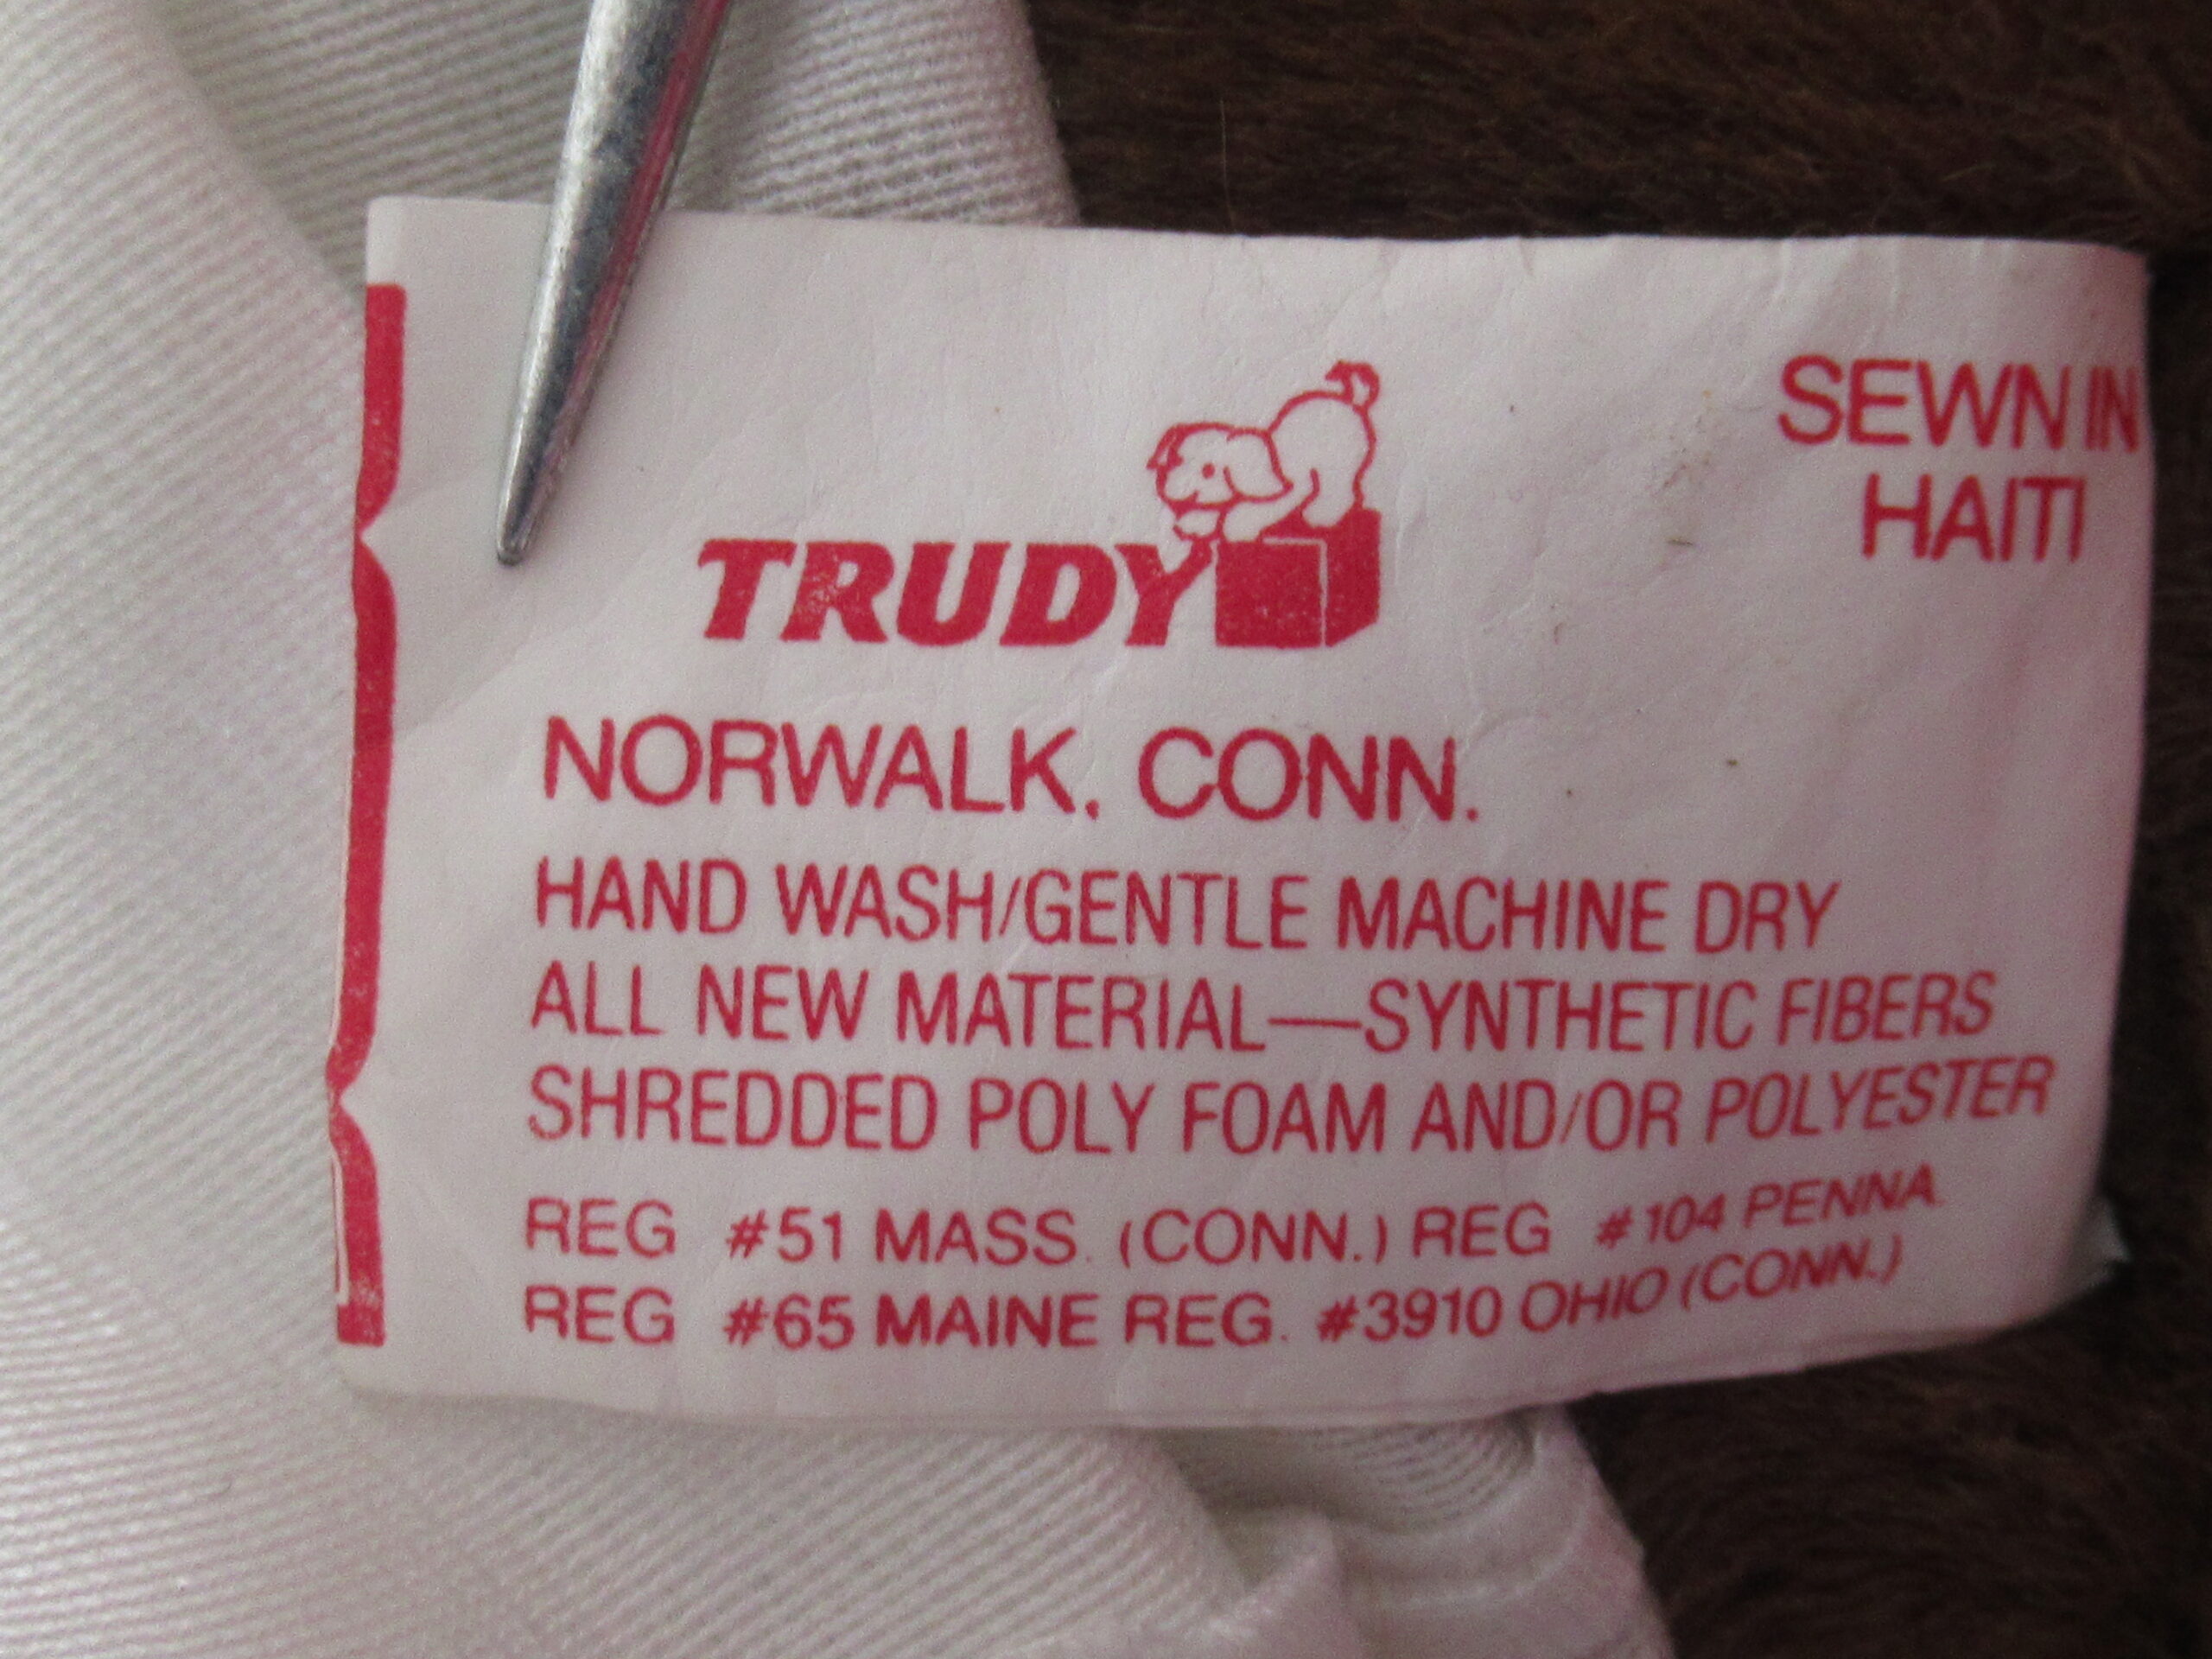 SEWN IN
HAITI
TRUDY
NORWALK, CONN.
HAND WASH/GENTLE MACHINE DRY
ALL NEW MATERIAL—SYNTHETIC FIBERS
SHREDDED POLY FOAM AND/OR POLYESTER
REG #51 MASS. (CONN.) REG #104 PENNA.
REG #65 MAINE REG. #3910 OHIO (CONN.)